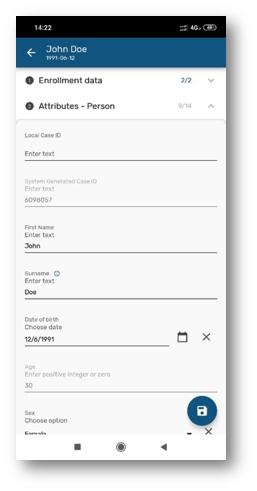 14:22
4G
49
John Doe
1991-06-12
1 Enrollment data 2/2
2 Attributes - Person 9/14
Local Case ID
Enter text
System Generated Case ID
Enter text
6098057
First Name
Enter text
John
Surname
Enter text
Doe
Date of birth
Choose date
12/6/1991
Age
Enter positive integer or zero
30
Sex
Choose option
Female